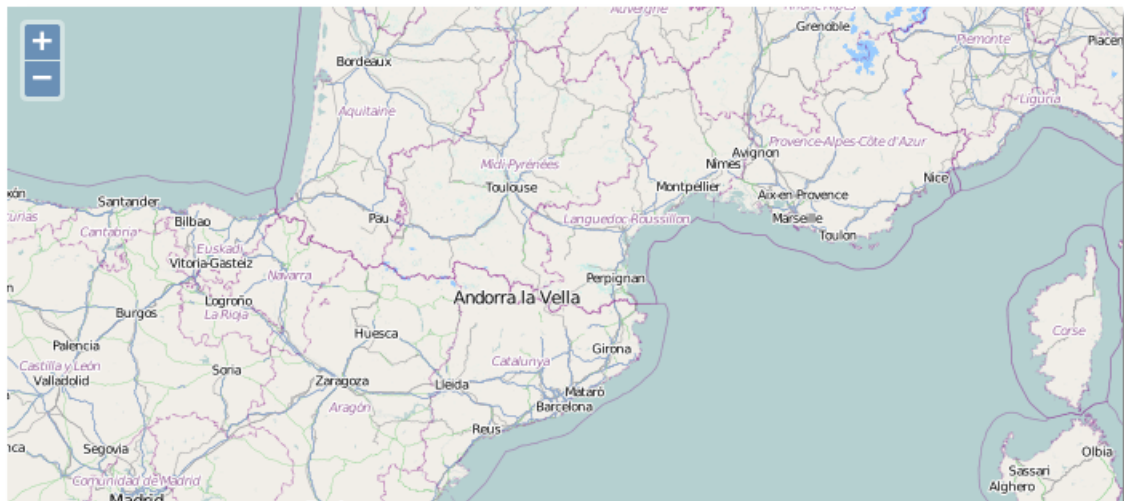 +
−
Auvergne
Rhône-Alpes
Grenoble
Piemonte
Bordeaux
Aquitaine
Liguria
Provence-Alpes-Côte d'Azur
Avignon
Nîmes
Midi-Pyrénées
Toulouse
Montpellier
Nice
Aix-en-Provence
Marseille
Toulon
Santander
Bilbao
Pau
Languedoc-Roussillon
Cantabria
Euskadi
Vitoria-Gasteiz
Navarra
Perpignan
Andorra la Vella
Logroño
La Rioja
Burgos
Huesca
Corse
Palencia
Girona
Castilla y León
Valladolid
Soria
Zaragoza
Catalunya
Lleida
Mataró
Barcelona
Aragón
Reus
Segovia
Olbia
Sassari
Alghero
Comunidad de Madrid
Madrid